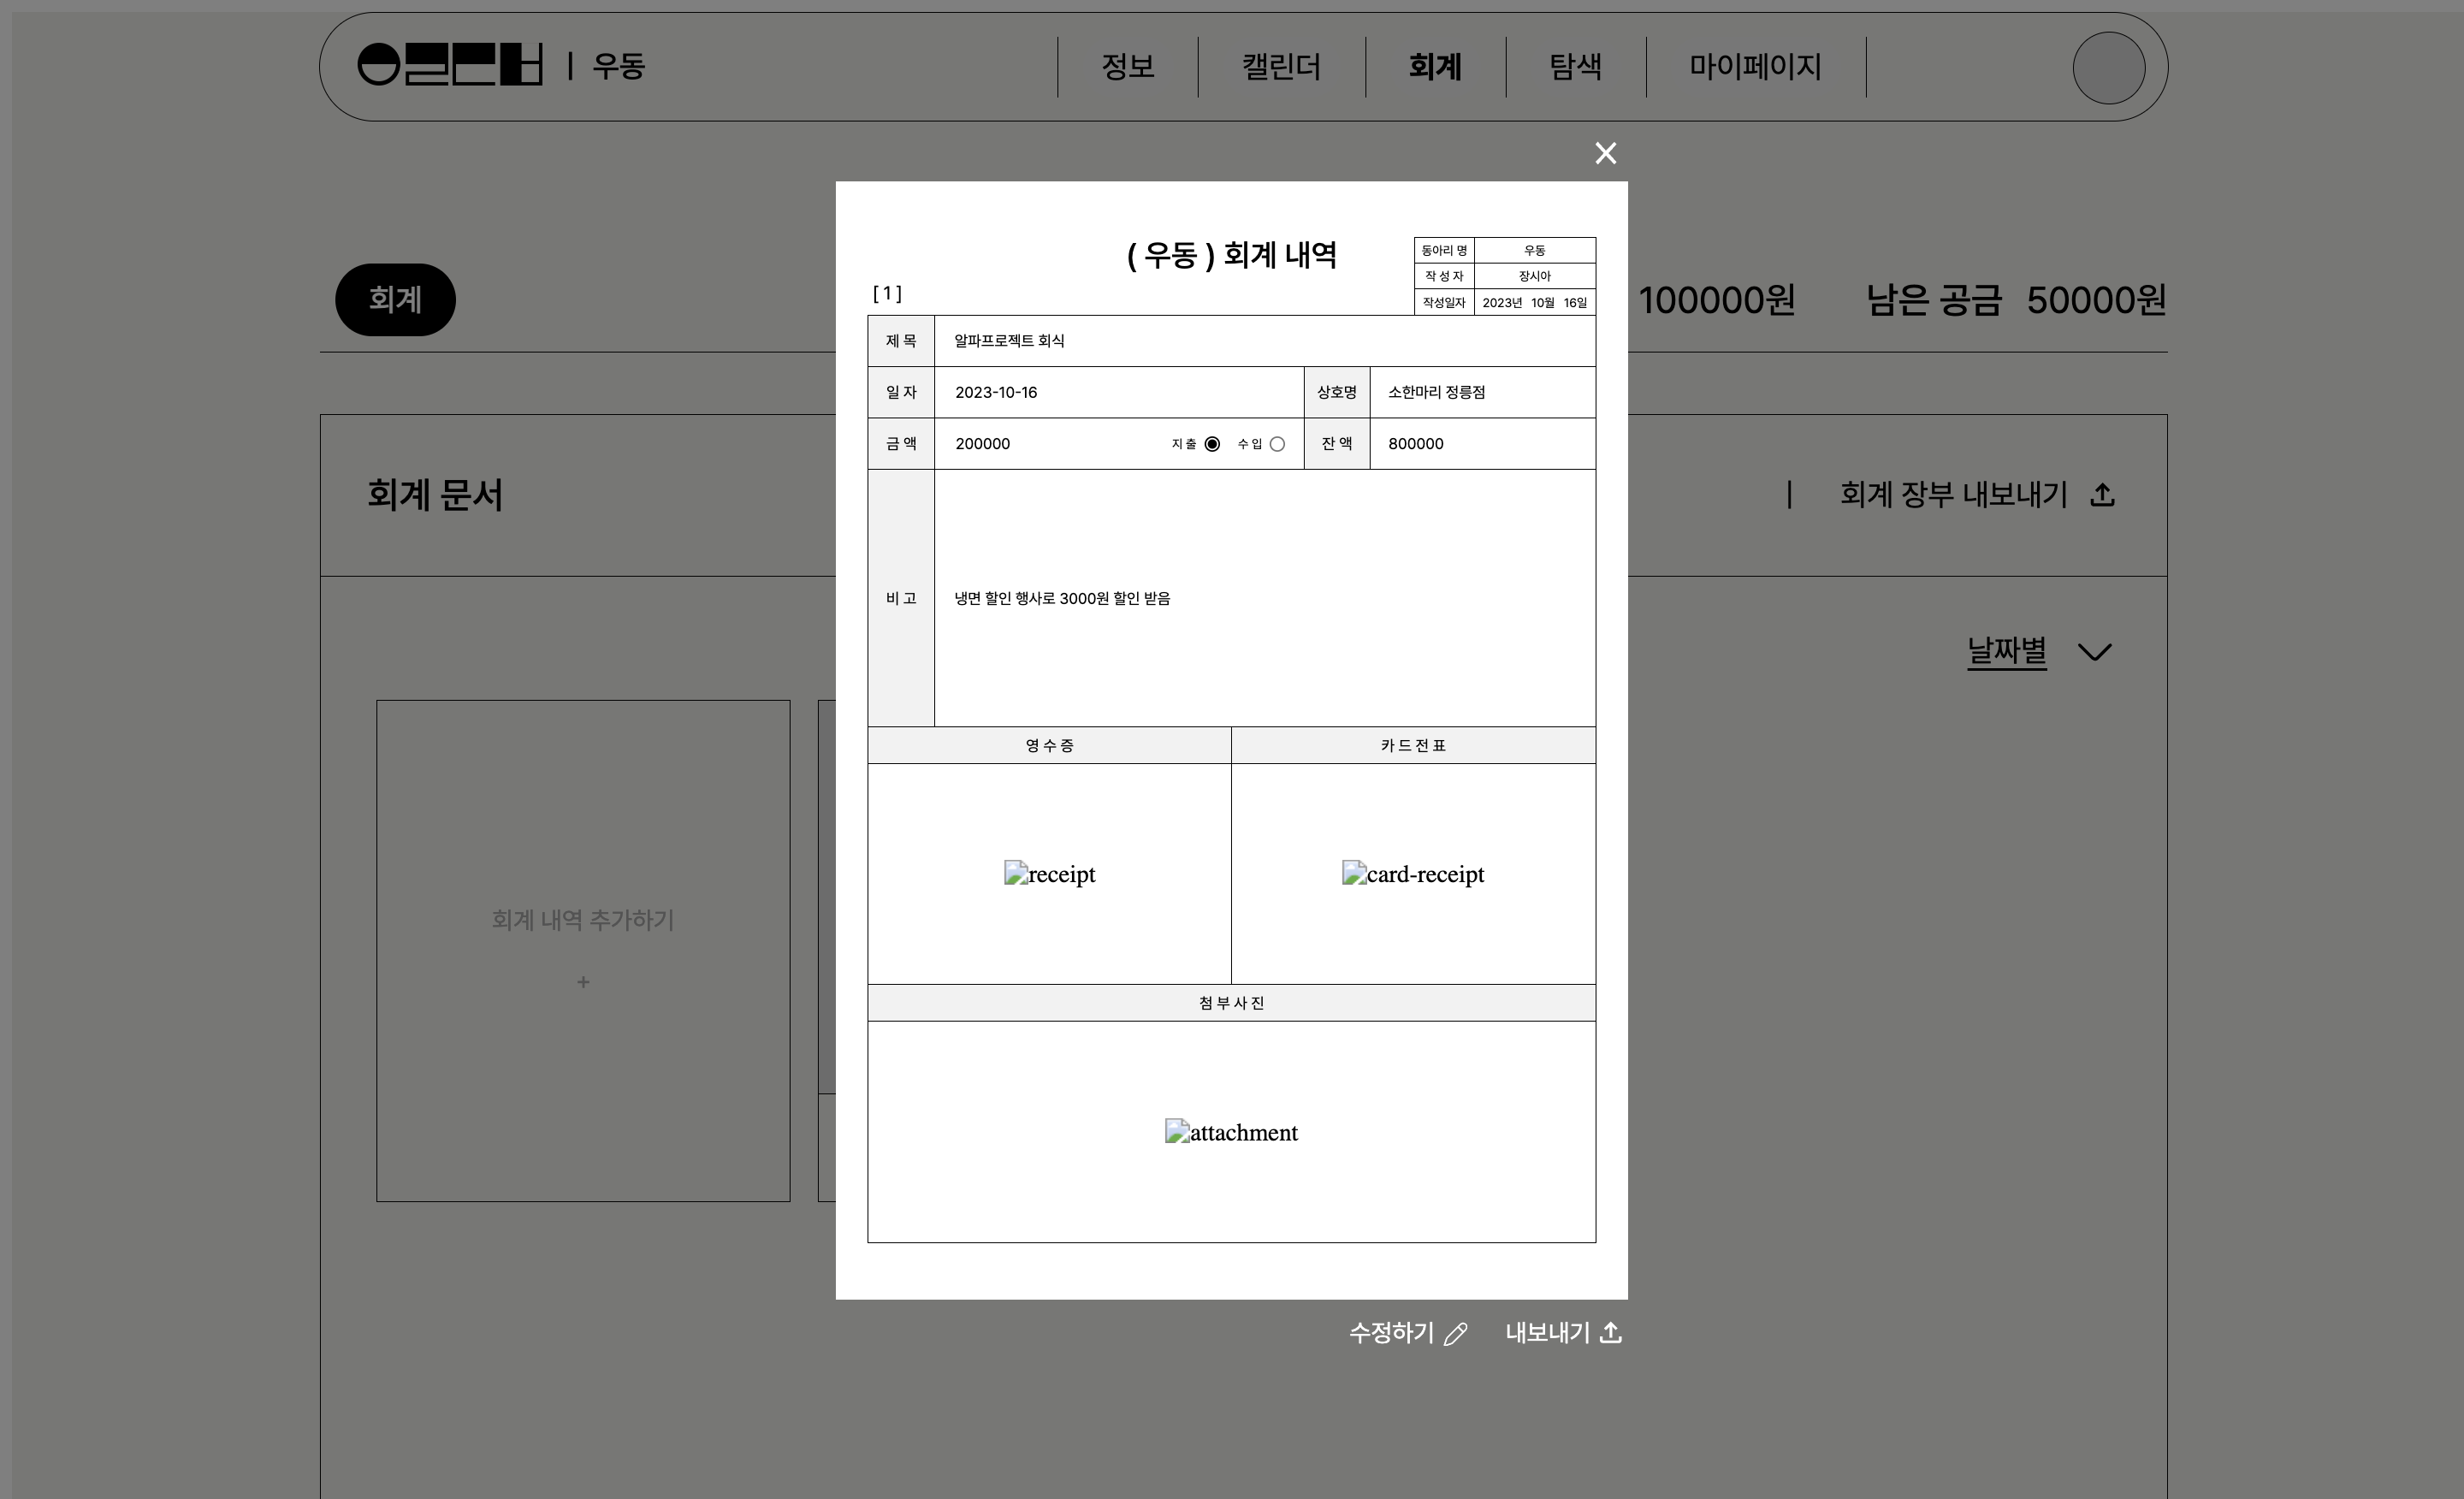 우동
정보
캘린더
회계
탐색
마이페이지
회계
100000원
남은 공금 50000원
회계 문서
회계 장부 내보내기
날짜별
회계 내역 추가하기
+
( 우동 ) 회계 내역
[ 1 ]
동아리 명 우동
작 성 자 장시아
작성일자 2023년 10월 16일
제 목 알파프로젝트 회식
일 자 2023-10-16 상호명 소한마리 정릉점
금 액 200000 지 출 수 입 잔 액 800000
비 고 냉면 할인 행사로 3000원 할인 받음
영 수 증 카 드 전 표
receipt card-receipt
첨 부 사 진
attachment
수정하기 내보내기